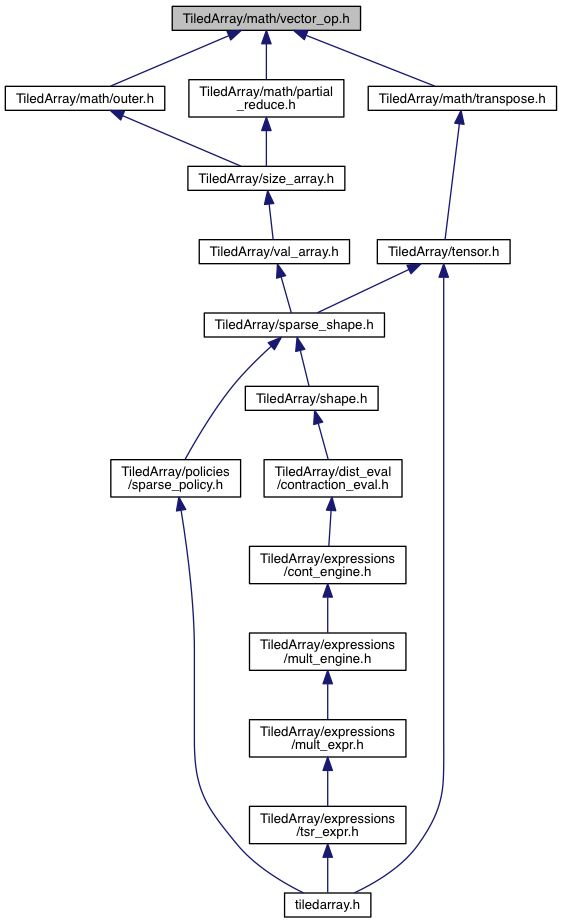 TiledArray/math/vector_op.h
TiledArray/math/outer.h
TiledArray/math/partial
_reduce.h
TiledArray/math/transpose.h
TiledArray/size_array.h
TiledArray/val_array.h
TiledArray/tensor.h
TiledArray/sparse_shape.h
TiledArray/shape.h
TiledArray/policies
/sparse_policy.h
TiledArray/dist_eval
/contraction_eval.h
TiledArray/expressions
/cont_engine.h
TiledArray/expressions
/mult_engine.h
TiledArray/expressions
/mult_expr.h
TiledArray/expressions
/tsr_expr.h
tiledarray.h